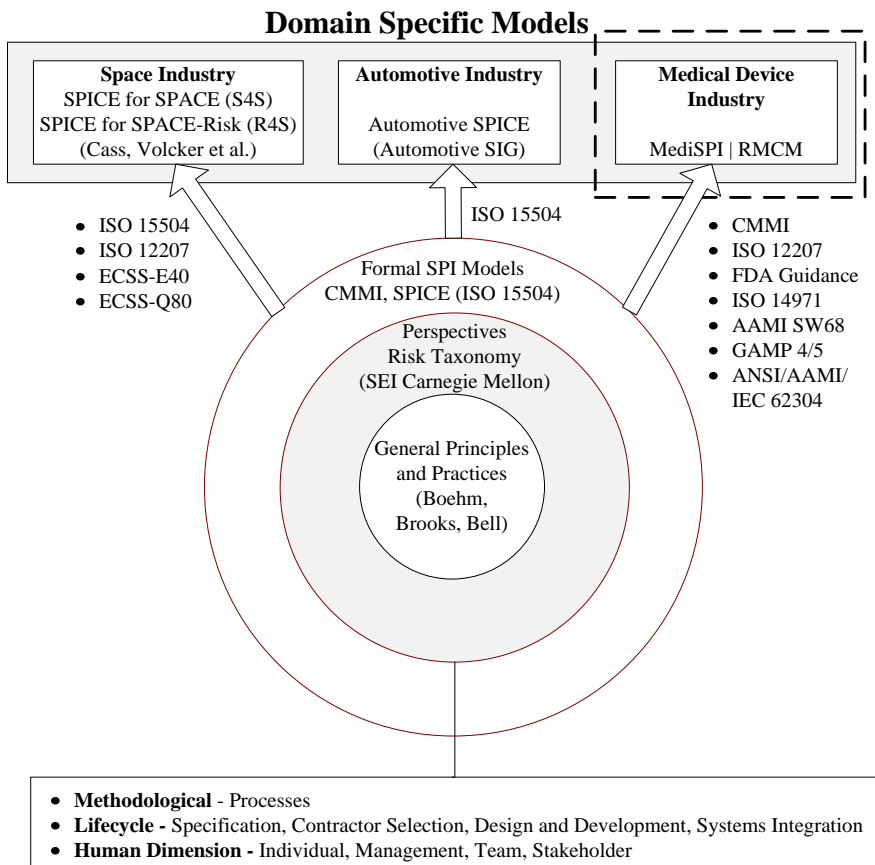 Domain Specific Models
Space Industry
SPICE for SPACE (S4S)
SPICE for SPACE-Risk (R4S)
(Cass, Volcker et al.)
Automotive Industry
Automotive SPICE
(Automotive SIG)
Medical Device
Industry
MediSPI | RMCM
• ISO 15504
• ISO 12207
• ECSS-E40
• ECSS-Q80
ISO 15504
• CMMI
• ISO 12207
• FDA Guidance
• ISO 14971
• AAMI SW68
• GAMP 4/5
• ANSI/AAMI/
IEC 62304
Formal SPI Models
CMMI, SPICE (ISO 15504)
Perspectives
Risk Taxonomy
(SEI Carnegie Mellon)
General Principles
and Practices
(Boehm,
Brooks, Bell)
• Methodological - Processes
• Lifecycle - Specification, Contractor Selection, Design and Development, Systems Integration
• Human Dimension - Individual, Management, Team, Stakeholder